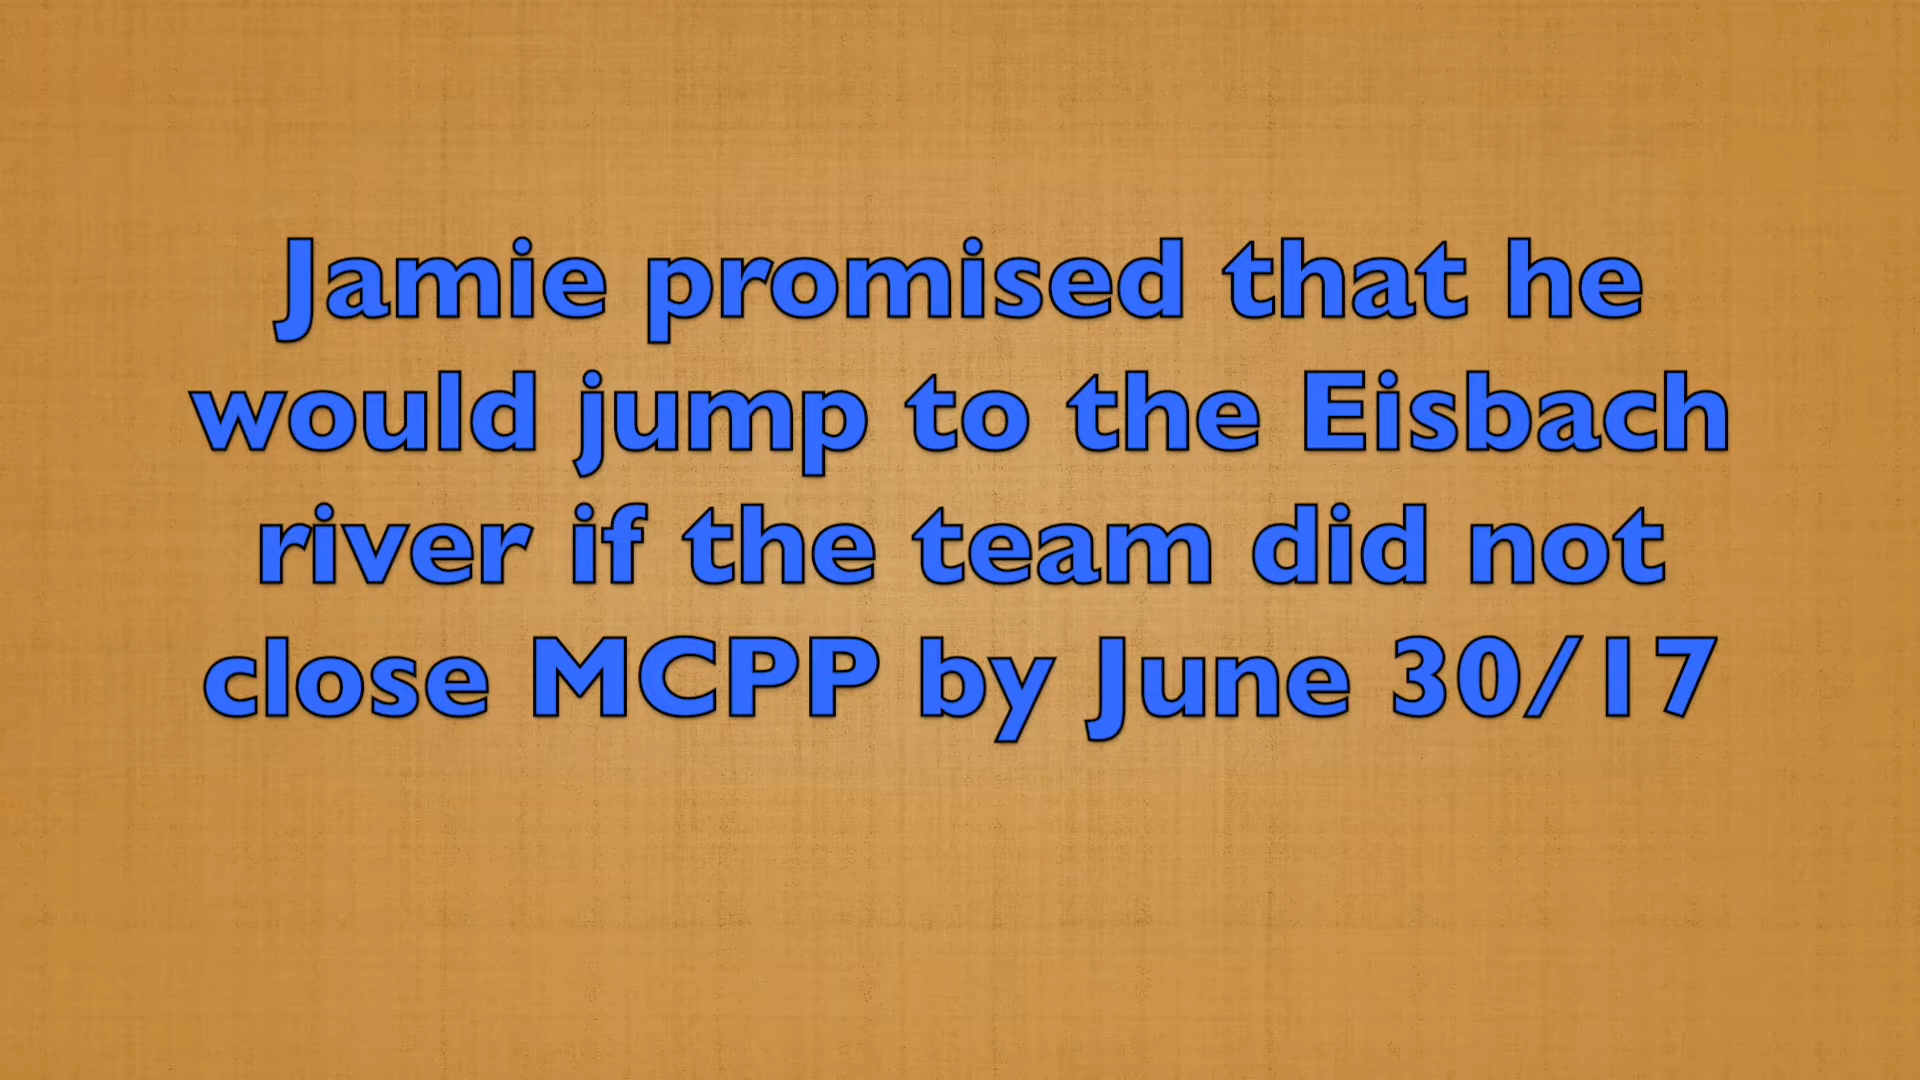 Jamie promised that he
would jump to the Eisbach
river if the team did not
close MCPP by June 30/17